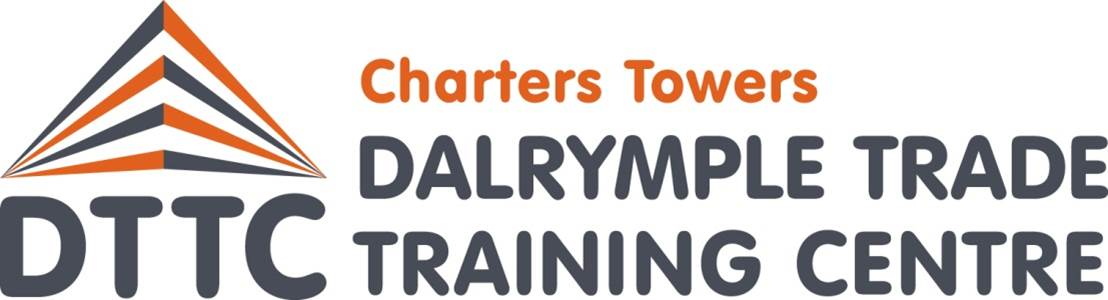 DTTC
Charters Towers
DALRYMPLE TRADE
TRAINING CENTRE